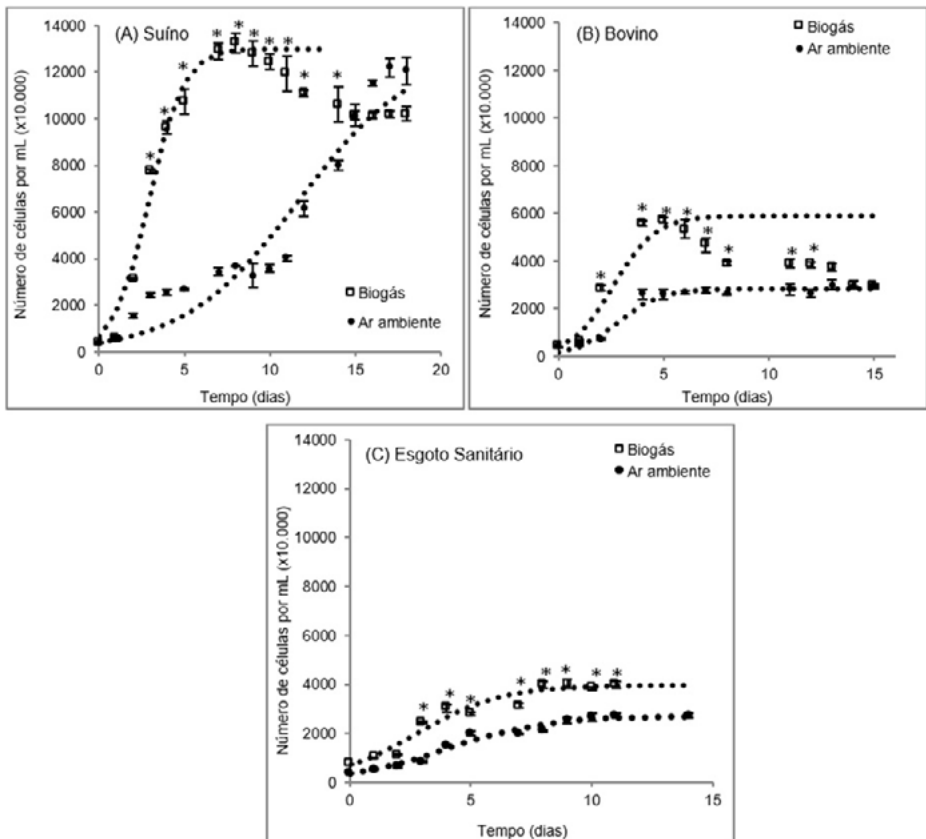 (A) Suíno
Número de células por mL (x10.000)
14000
12000
10000
8000
6000
4000
2000
0
* * * * * * * * * * *
Biogás
Ar ambiente
0 5 10 15 20
Tempo (dias)
(B) Bovino
Número de células por mL (x10.000)
14000
12000
10000
8000
6000
4000
2000
0
* * * * * * * *
Biogás
Ar ambiente
0 5 10 15
Tempo (dias)
(C) Esgoto Sanitário
Número de células por mL (x10.000)
14000
12000
10000
8000
6000
4000
2000
0
* * * * * * * *
Biogás
Ar ambiente
0 5 10 15
Tempo (dias)